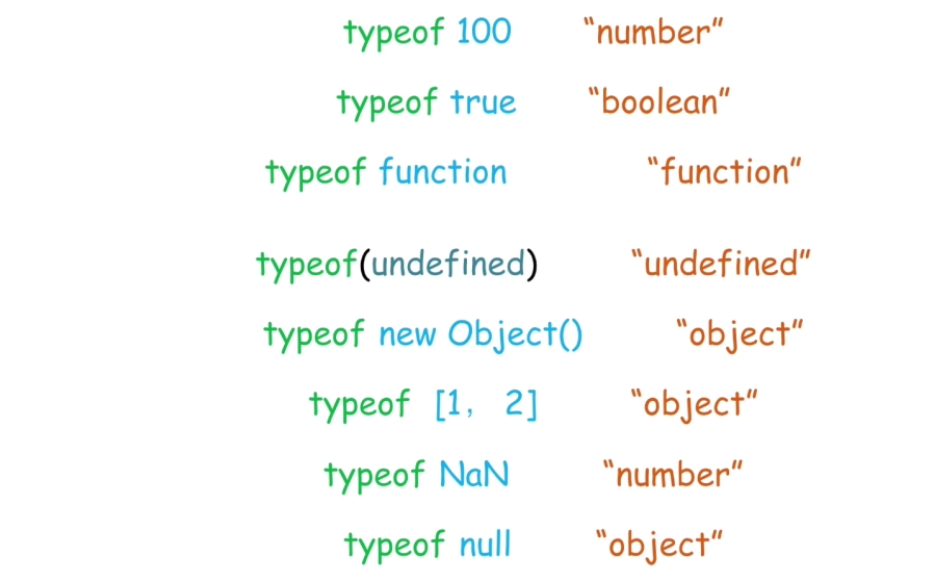 typeof 100 “number”
typeof true “boolean”
typeof function “function”
typeof(undefined) “undefined”
typeof new Object() “object”
typeof [1, 2] “object”
typeof NaN “number”
typeof null “object”